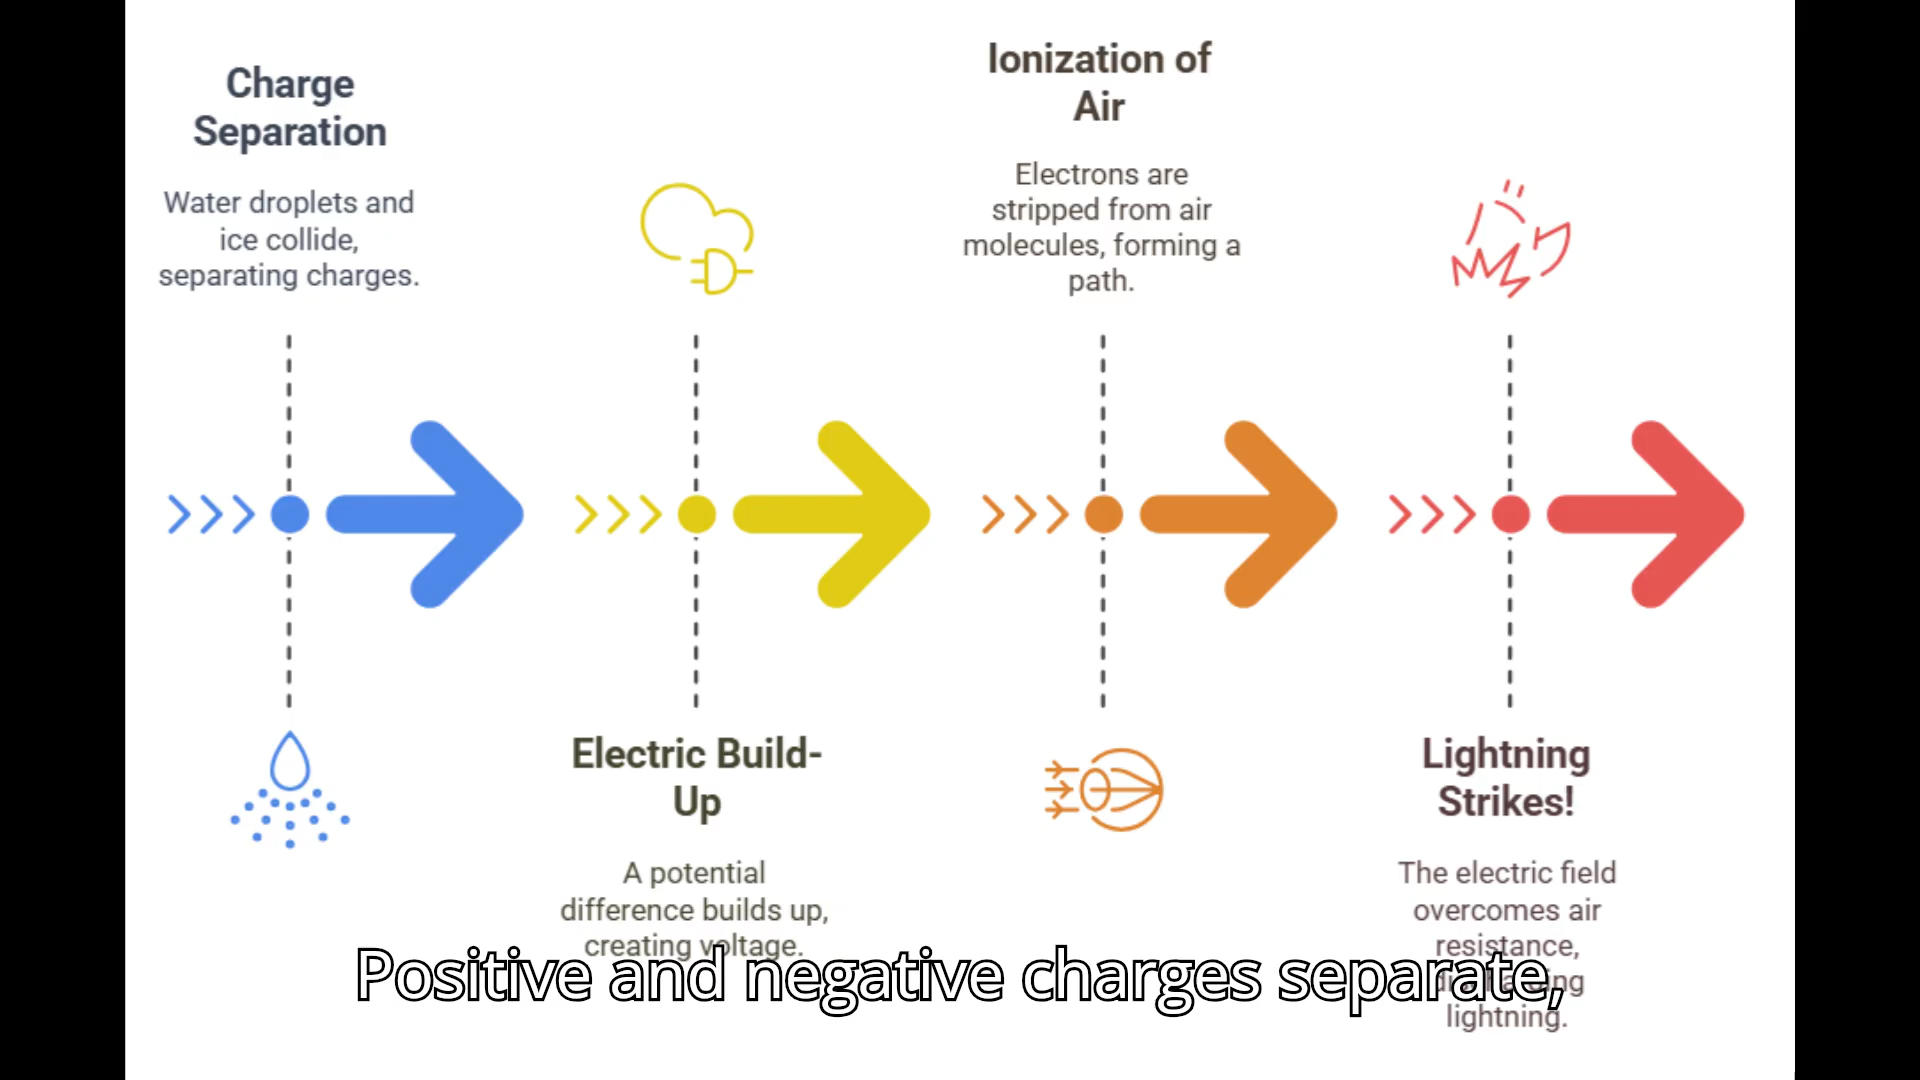 Charge
Separation
Water droplets and
ice collide,
separating charges.
Electric Build-
Up
A potential
difference builds up,
creating voltage.
Ionization of
Air
Electrons are
stripped from air
molecules, forming a
path.
Lightning
Strikes!
The electric field
overcomes air
resistance,
discharging
lightning.
Positive and negative charges separate,